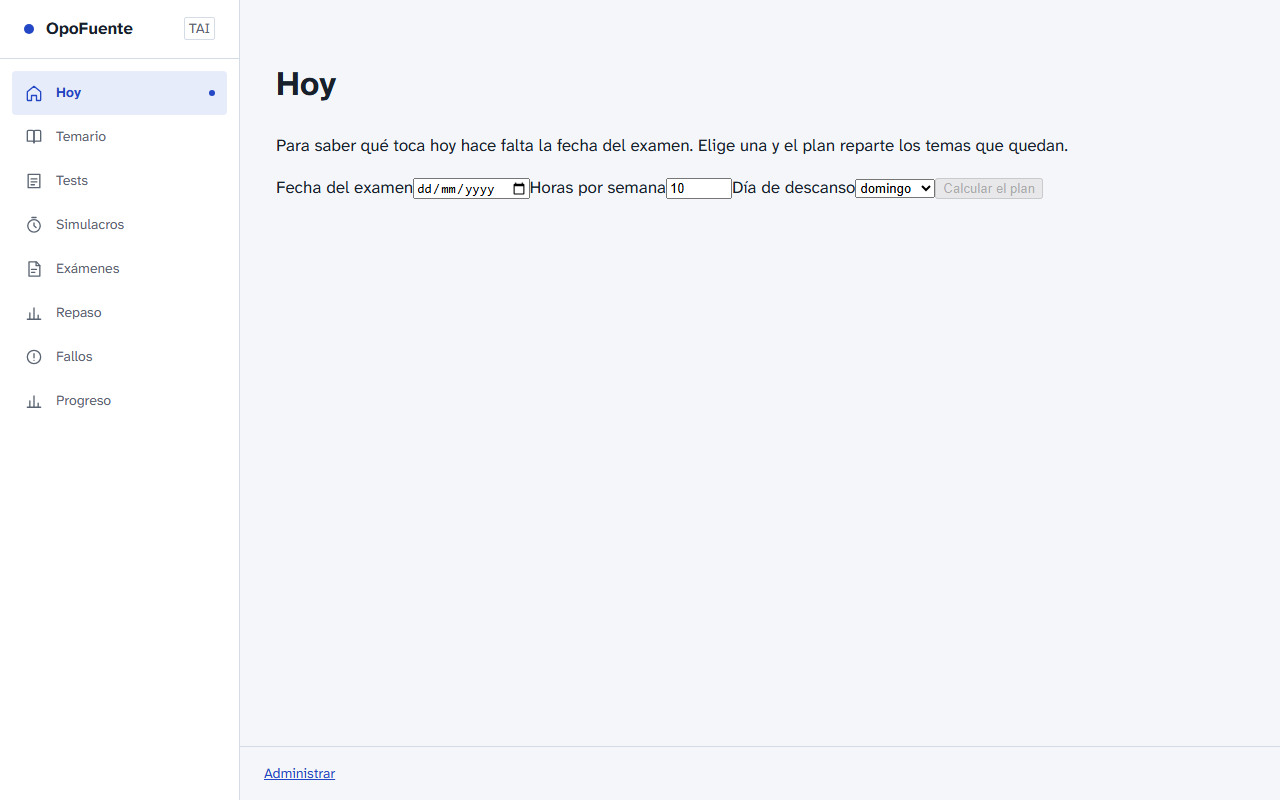 OpoFuente TAI
Hoy
Temario
Tests
Simulacros
Exámenes
Repaso
Fallos
Progreso
Hoy
Para saber qué toca hoy hace falta la fecha del examen. Elige una y el plan reparte los temas que quedan.
Fecha del examen dd/mm/yyyy Horas por semana 10 Día de descanso domingo Calcular el plan
Administrar